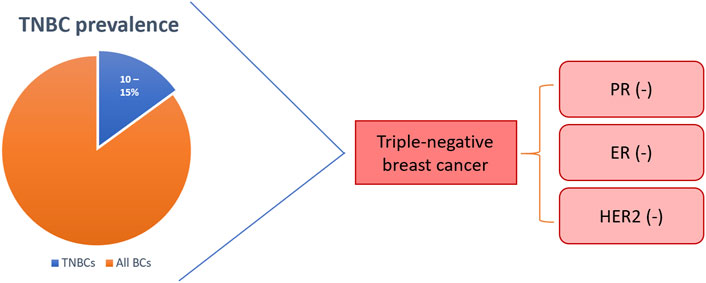 TNBC prevalence
10 –
15%
TNBCs
All BCs
Triple-negative
breast cancer
PR (-)
ER (-)
HER2 (-)